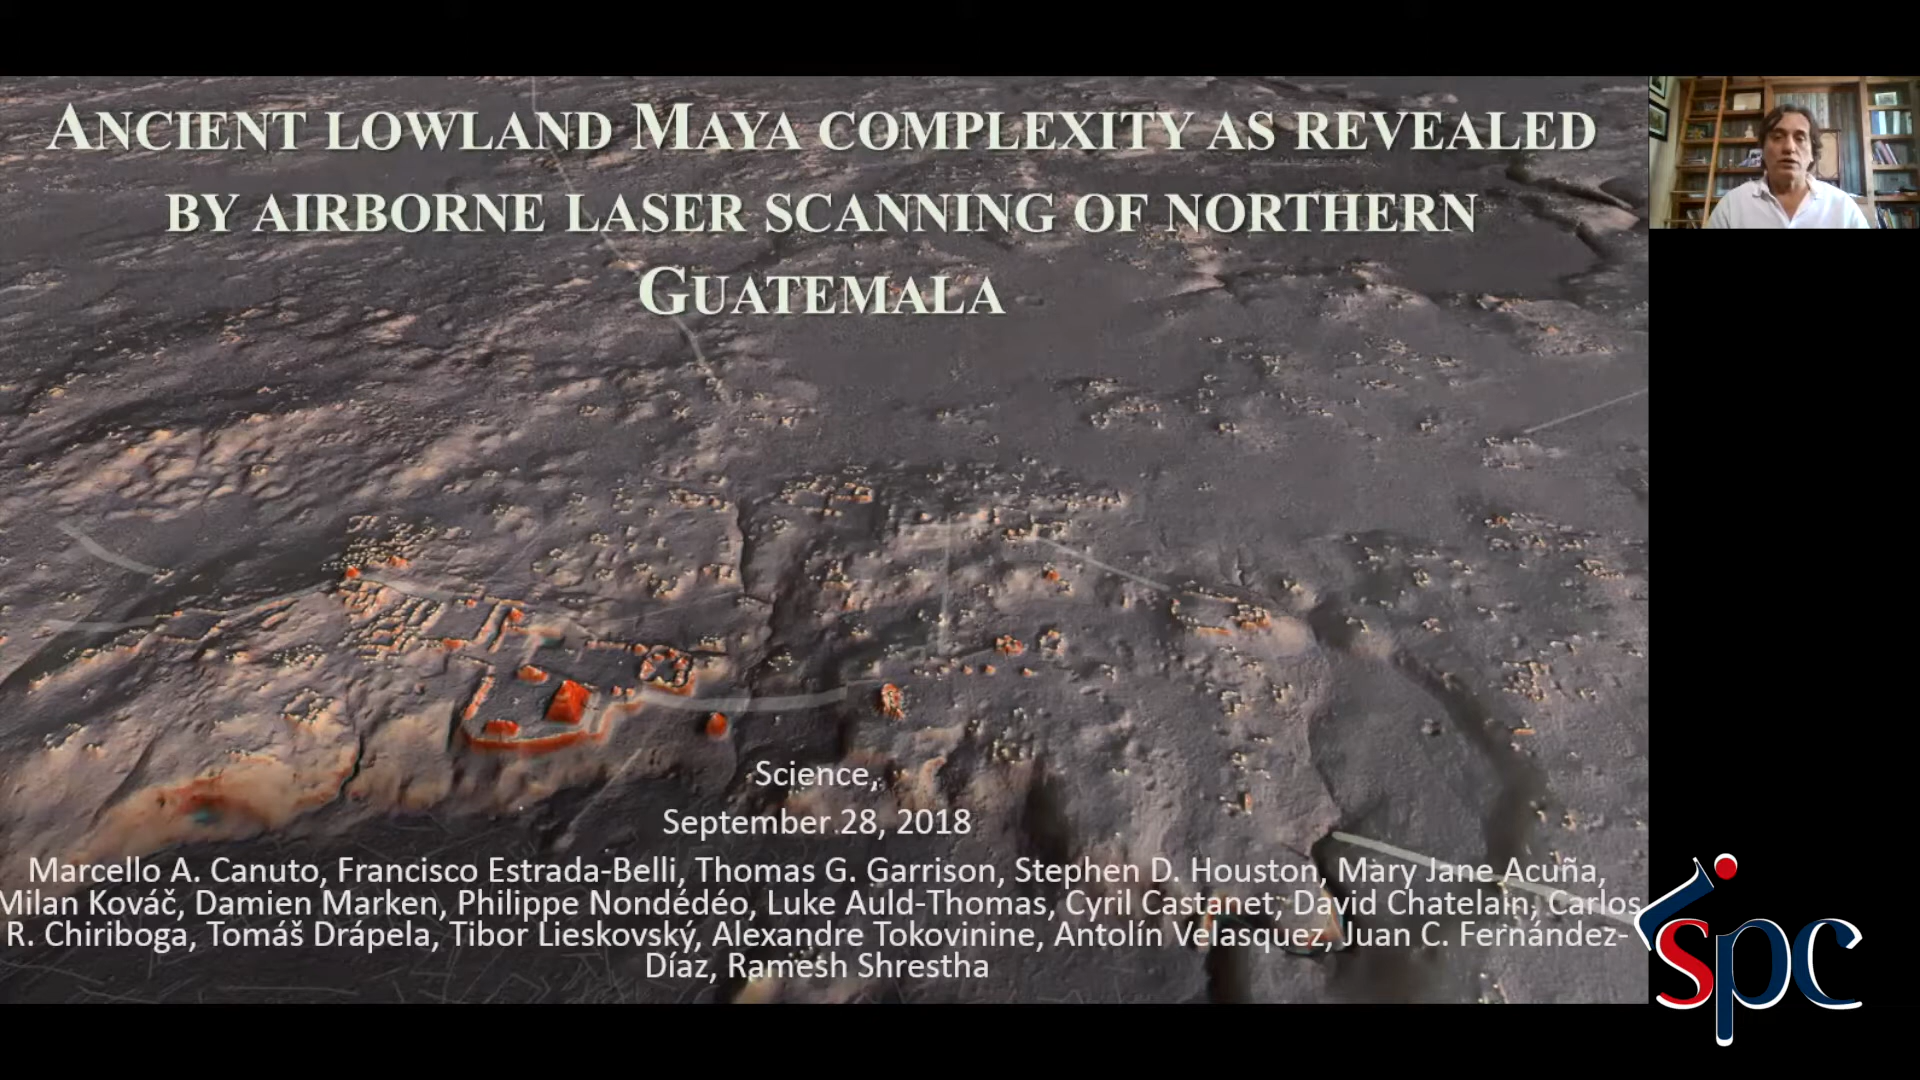 ANCIENT LOWLAND MAYA COMPLEXITY AS REVEALED
BY AIRBORNE LASER SCANNING OF NORTHERN
GUATEMALA
Science,
September 28, 2018
Marcello A. Canuto, Francisco Estrada-Belli, Thomas G. Garrison, Stephen D. Houston, Mary Jane Acuña,
Milan Kováč, Damien Marken, Philippe Nondédéo, Luke Auld-Thomas, Cyril Castanet, David Chatelain, Carlos
R. Chiriboga, Tomáš Drápela, Tibor Lieskovský, Alexandre Tokovinine, Antolín Velasquez, Juan C. Fernández-
Díaz, Ramesh Shrestha
spc